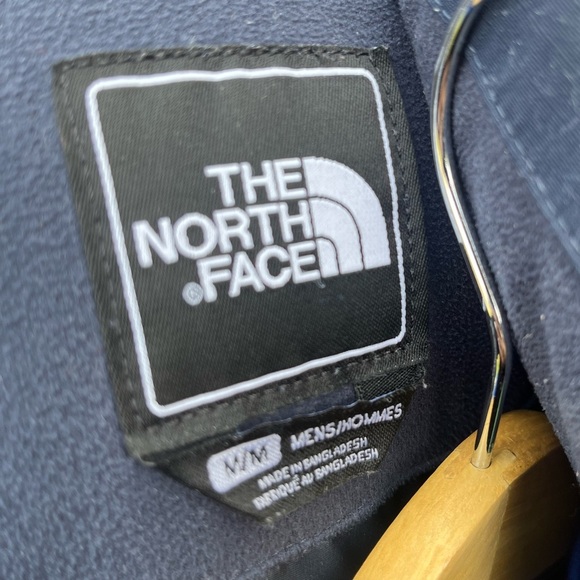 THE
NORTH
FACE
®
M/M
MENS/HOMMES
MADE IN BANGLADESH
FABRIQUÉ AU BANGLADESH